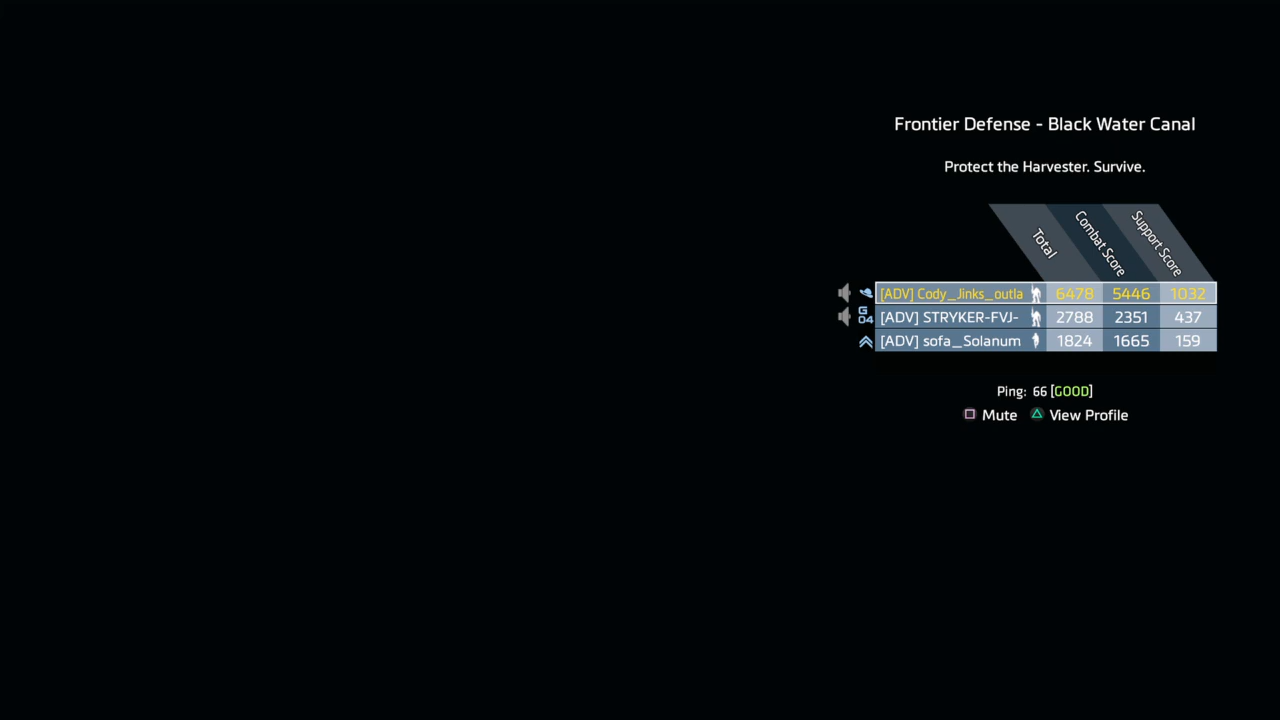 Frontier Defense - Black Water Canal
Protect the Harvester. Survive.
Total Combat Score Support Score
[ADV] Cody_Jinks_outla 6478 5446 1032
G 04 [ADV] STRYKER-FVJ- 2788 2351 437
[ADV] sofa_Solanum 1824 1665 159
Ping: 66 [GOOD]
Mute View Profile